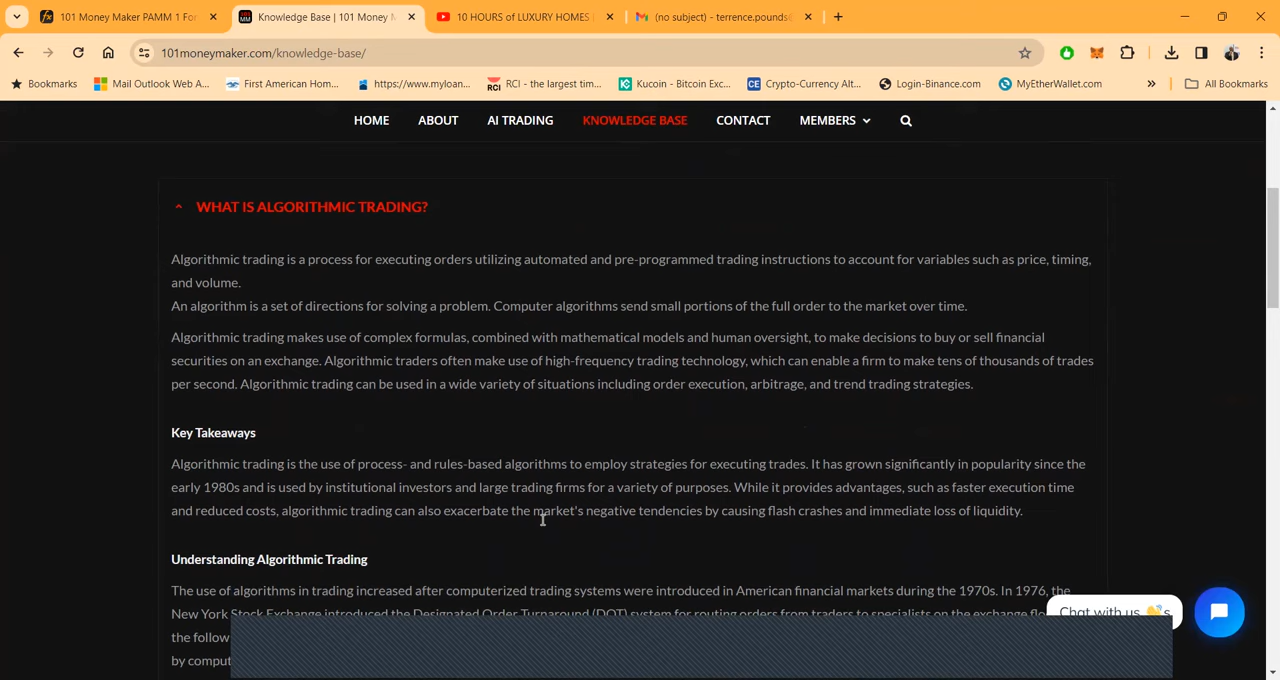 101 Money Maker PAMM 1 For
Knowledge Base | 101 Money M
10 HOURS of LUXURY HOMES
(no subject) - terrence.pounds
101moneymaker.com/knowledge-base/
Bookmarks
Mail Outlook Web A...
First American Hom...
https://www.myloan...
RCI - the largest tim...
Kucoin - Bitcoin Exc...
Crypto-Currency Alt...
Login-Binance.com
MyEtherWallet.com
All Bookmarks
HOME
ABOUT
AI TRADING
KNOWLEDGE BASE
CONTACT
MEMBERS
WHAT IS ALGORITHMIC TRADING?
Algorithmic trading is a process for executing orders utilizing automated and pre-programmed trading instructions to account for variables such as price, timing,
and volume.
An algorithm is a set of directions for solving a problem. Computer algorithms send small portions of the full order to the market over time.
Algorithmic trading makes use of complex formulas, combined with mathematical models and human oversight, to make decisions to buy or sell financial
securities on an exchange. Algorithmic traders often make use of high-frequency trading technology, which can enable a firm to make tens of thousands of trades
per second. Algorithmic trading can be used in a wide variety of situations including order execution, arbitrage, and trend trading strategies.
Key Takeaways
Algorithmic trading is the use of process- and rules-based algorithms to employ strategies for executing trades. It has grown significantly in popularity since the
early 1980s and is used by institutional investors and large trading firms for a variety of purposes. While it provides advantages, such as faster execution time
and reduced costs, algorithmic trading can also exacerbate the market's negative tendencies by causing flash crashes and immediate loss of liquidity.
Understanding Algorithmic Trading
The use of algorithms in trading increased after computerized trading systems were introduced in American financial markets during the 1970s. In 1976, the
New York Stock Exchange introduced the Designated Order Turnaround (DOT) system for routing orders from traders to specialists on the exchange
the follow
by comput
Chat with us 👋